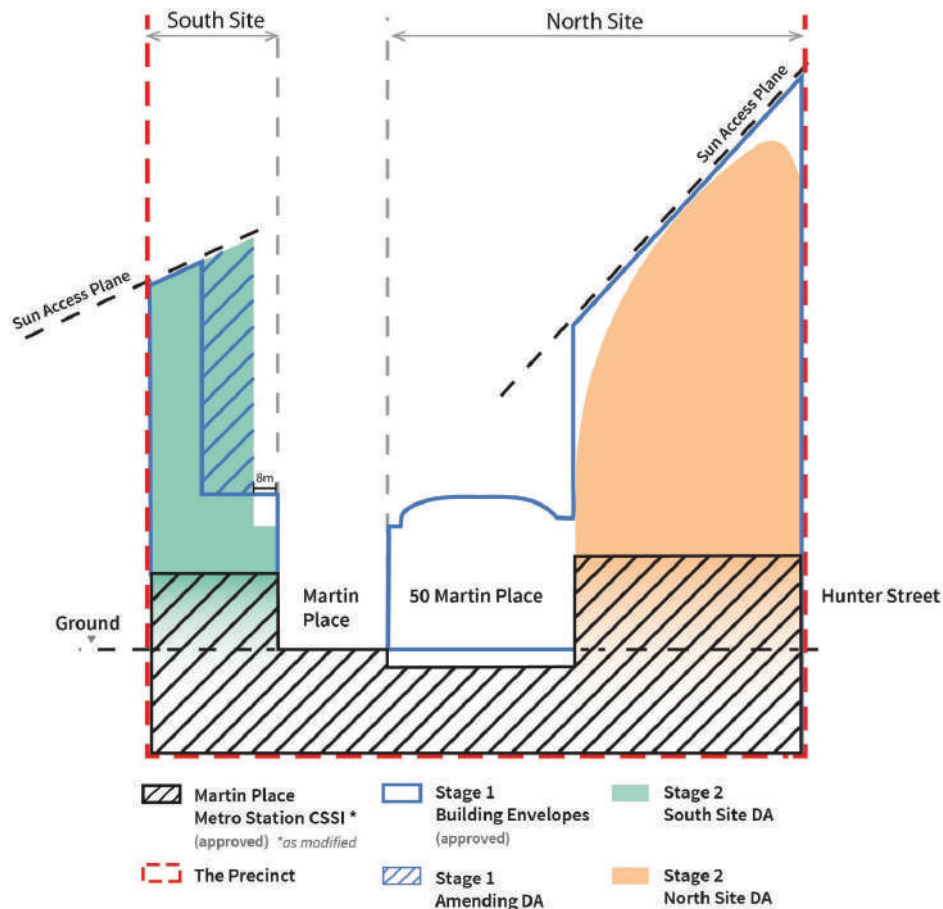 South Site
North Site
Sun Access Plane
Sun Access Plane
8m
Martin
Place
50 Martin Place
Hunter Street
Ground
Martin Place
Metro Station CSSI *
(approved) *as modified
Stage 1
Building Envelopes
(approved)
Stage 2
South Site DA
The Precinct
Stage 1
Amending DA
Stage 2
North Site DA